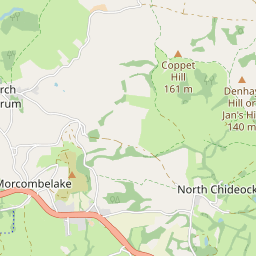 Coppet
Hill
161 m
Denhay
Hill or
Jan's Hi
140 m
rch
rum
Morcombelake
North Chideock